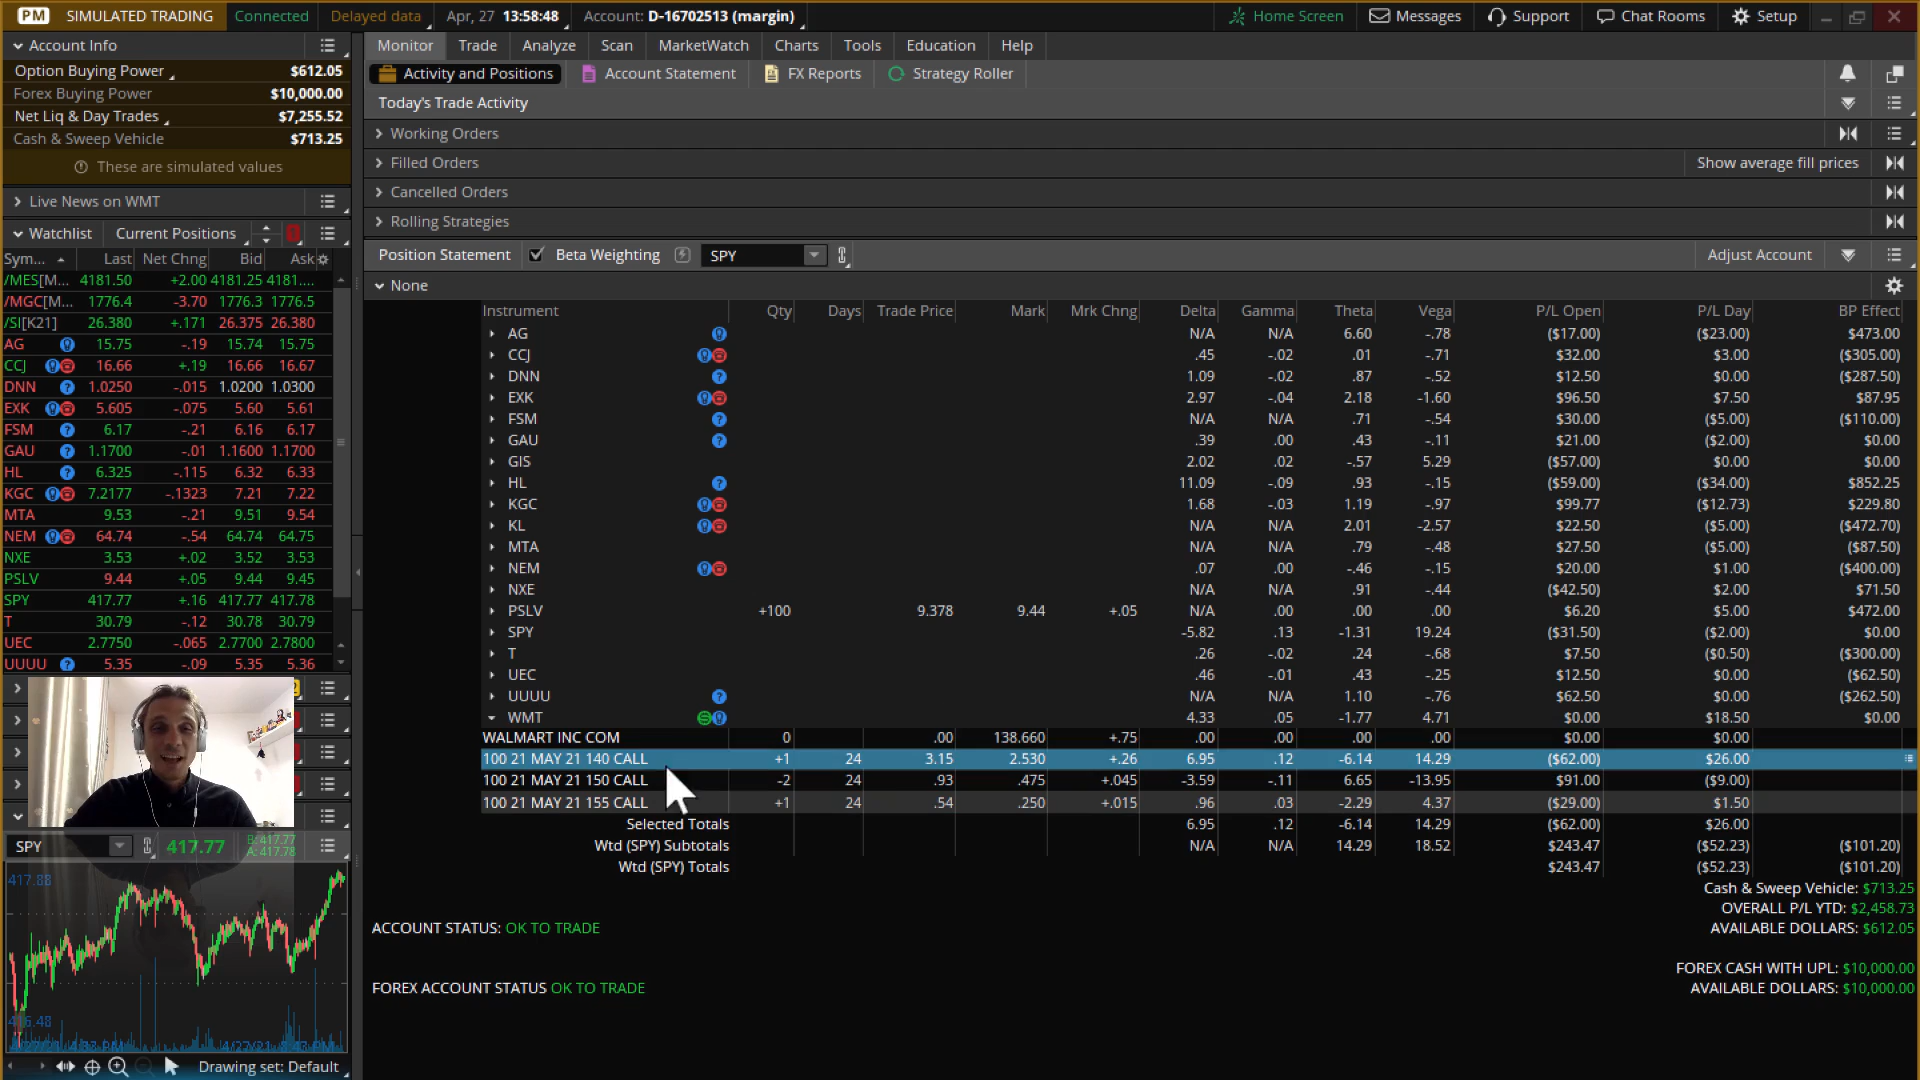 PM SIMULATED TRADING Connected Delayed data Apr, 27 13:58:48 Account: D-16702513 (margin) Home Screen Messages Support Chat Rooms Setup
Account Info
Option Buying Power $612.05
Forex Buying Power $10,000.00
Net Liq & Day Trades $7,255.52
Cash & Sweep Vehicle $713.25
These are simulated values
Live News on WMT
Watchlist Current Positions 1
Sym... Last Net Chng Bid Ask
/MES[M... 4181.50 +2.00 4181.25 4181....
/MGC[M... 1776.4 -3.70 1776.3 1776.5
/SI[K21] 26.380 +.171 26.375 26.380
AG 15.75 -.19 15.74 15.75
CCJ 16.66 +.19 16.66 16.67
DNN ? 1.0250 -.015 1.0200 1.0300
EXK 5.605 -.075 5.60 5.61
FSM ? 6.17 -.21 6.16 6.17
GAU ? 1.1700 -.01 1.1600 1.1700
HL ? 6.325 -.115 6.32 6.33
KGC 7.2177 -.1323 7.21 7.22
MTA 9.53 -.21 9.51 9.54
NEM 64.74 -.54 64.74 64.75
NXE 3.53 +.02 3.52 3.53
PSLV 9.44 +.05 9.44 9.45
SPY 417.77 +.16 417.77 417.78
T 30.79 -.12 30.78 30.79
UEC 2.7750 -.065 2.7700 2.7800
UUUU ? 5.35 -.09 5.35 5.36
SPY 417.77 B: 417.77
A: 417.78
417.88
416.48
Drawing set: Default
Monitor Trade Analyze Scan MarketWatch Charts Tools Education Help
Activity and Positions Account Statement FX Reports Strategy Roller
Today's Trade Activity
Working Orders
Filled Orders Show average fill prices
Cancelled Orders
Rolling Strategies
Position Statement Beta Weighting SPY Adjust Account
None
Instrument Qty Days Trade Price Mark Mrk Chng Delta Gamma Theta Vega P/L Open P/L Day BP Effect
AG N/A N/A 6.60 -.78 ($17.00) ($23.00) $473.00
CCJ .45 -.02 .01 -.71 $32.00 $3.00 ($305.00)
DNN ? 1.09 -.02 .87 -.52 $12.50 $0.00 ($287.50)
EXK 2.97 -.04 2.18 -1.60 $96.50 $7.50 $87.95
FSM ? N/A N/A .71 -.54 $30.00 ($5.00) ($110.00)
GAU ? .39 .00 .43 -.11 $21.00 ($2.00) $0.00
GIS 2.02 .02 -.57 5.29 ($57.00) $0.00 $0.00
HL ? 11.09 -.09 .93 -.15 ($59.00) ($34.00) $852.25
KGC 1.68 -.03 1.19 -.97 $99.77 ($12.73) $229.80
KL N/A N/A 2.01 -2.57 $22.50 ($5.00) ($472.70)
MTA N/A N/A .79 -.48 $27.50 ($5.00) ($87.50)
NEM .07 .00 -.46 -.15 $20.00 $1.00 ($400.00)
NXE N/A N/A .91 -.44 ($42.50) $2.00 $71.50
PSLV +100 9.378 9.44 +.05 N/A .00 .00 .00 $6.20 $5.00 $472.00
SPY -5.82 .13 -1.31 19.24 ($31.50) ($2.00) $0.00
T .26 -.02 .24 -.68 $7.50 ($0.50) ($300.00)
UEC .46 -.01 .43 -.25 $12.50 $0.00 ($62.50)
UUUU ? N/A N/A 1.10 -.76 $62.50 $0.00 ($262.50)
WMT 4.33 .05 -1.77 4.71 $0.00 $18.50 $0.00
WALMART INC COM 0 .00 138.660 +.75 .00 .00 .00 .00 $0.00 $0.00
100 21 MAY 21 140 CALL +1 24 3.15 2.530 +.26 6.95 .12 -6.14 14.29 ($62.00) $26.00
100 21 MAY 21 150 CALL -2 24 .93 .475 +.045 -3.59 -.11 6.65 -13.95 $91.00 ($9.00)
100 21 MAY 21 155 CALL +1 24 .54 .250 +.015 .96 .03 -2.29 4.37 ($29.00) $1.50
Selected Totals 6.95 .12 -6.14 14.29 ($62.00) $26.00
Wtd (SPY) Subtotals N/A N/A 14.29 18.52 $243.47 ($52.23) ($101.20)
Wtd (SPY) Totals $243.47 ($52.23) ($101.20)
Cash & Sweep Vehicle: $713.25
OVERALL P/L YTD: $2,458.73
ACCOUNT STATUS: OK TO TRADE AVAILABLE DOLLARS: $612.05
FOREX CASH WITH UPL: $10,000.00
FOREX ACCOUNT STATUS OK TO TRADE AVAILABLE DOLLARS: $10,000.00